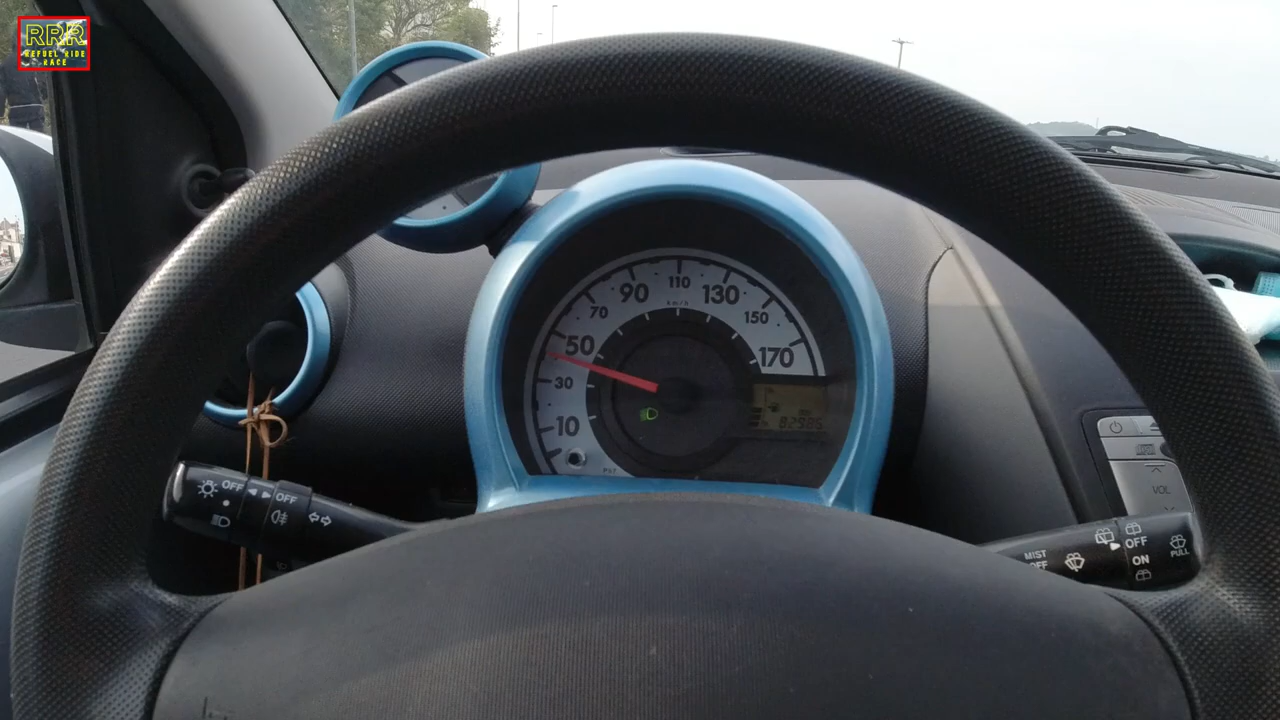 RRR
REFUEL RIDE
RACE
110
90
130
km/h
70
150
50
170
30
10
82986
OFF
OFF
VOL
MIST
OFF
OFF
ON
PULL